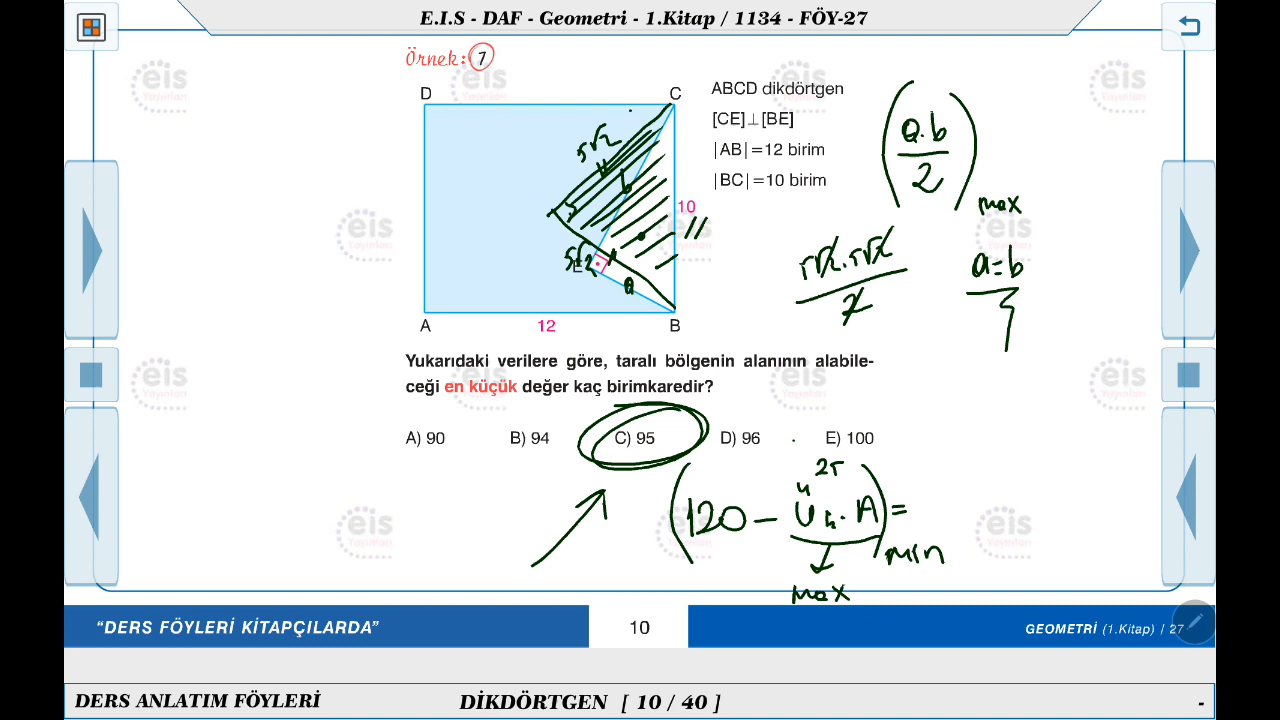 E.I.S - DAF - Geometri - 1.Kitap / 1134 - FÖY-27
Örnek: 7
D
C
ABCD dikdörtgen
[CE]⊥[BE]
|AB|=12 birim
|BC|=10 birim
5√2
b
10
5√2
E
a
A
12
B
a.b
2
max
5√2.5√2
2
a=b
Yukarıdaki verilere göre, taralı bölgenin alanının alabile-
ceği en küçük değer kaç birimkaredir?
A) 90 B) 94 C) 95 D) 96 E) 100
25
(120 - Üç.A) =
min
max
"DERS FÖYLERİ KİTAPÇILARDA"
10
GEOMETRİ (1.Kitap) / 27
DERS ANLATIM FÖYLERİ
DİKDÖRTGEN [ 10 / 40 ]
-
eis
Yayınları